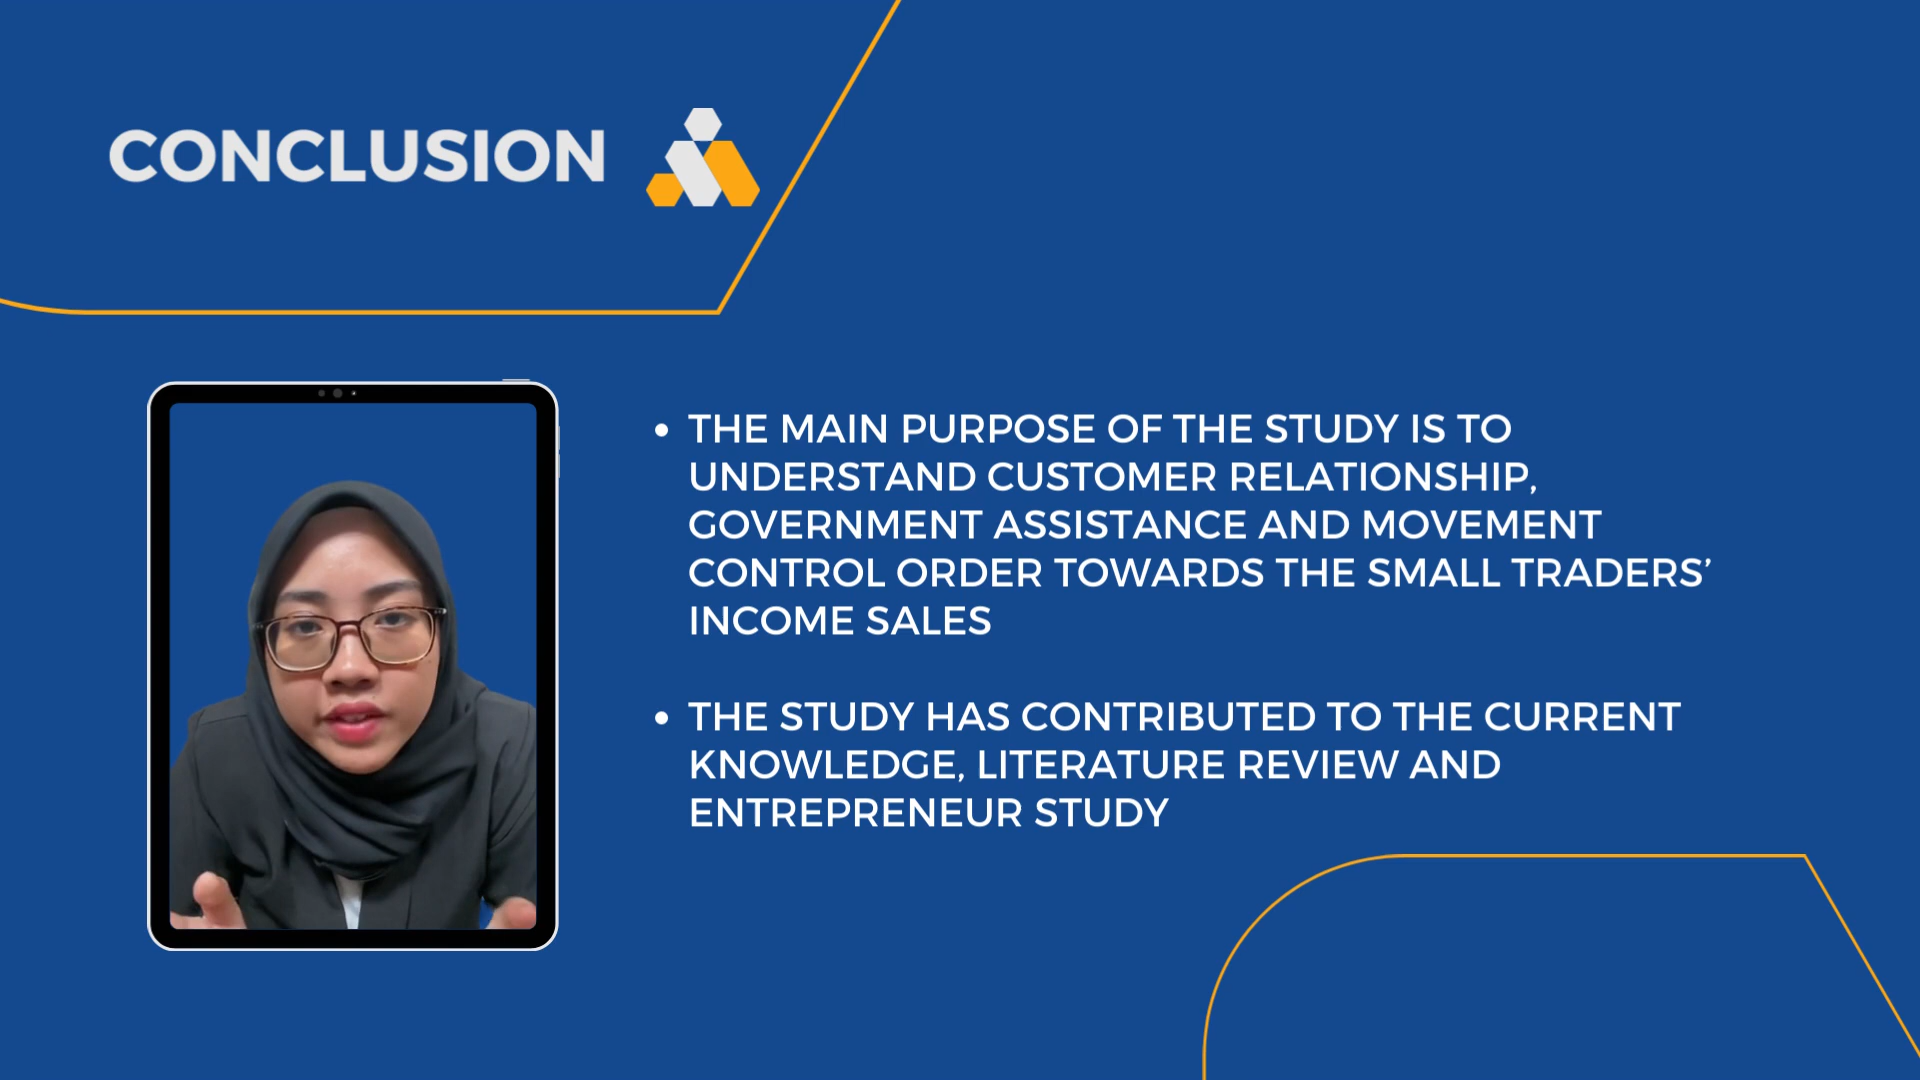 CONCLUSION
• THE MAIN PURPOSE OF THE STUDY IS TO
UNDERSTAND CUSTOMER RELATIONSHIP,
GOVERNMENT ASSISTANCE AND MOVEMENT
CONTROL ORDER TOWARDS THE SMALL TRADERS’
INCOME SALES
• THE STUDY HAS CONTRIBUTED TO THE CURRENT
KNOWLEDGE, LITERATURE REVIEW AND
ENTREPRENEUR STUDY